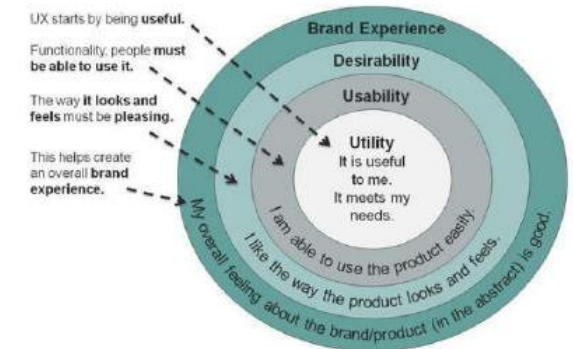 UX starts by being useful.
Functionality: people must
be able to use it.
The way it looks and
feels must be pleasing.
This helps create
an overall brand
experience.
Brand Experience
Desirability
Usability
Utility
It is useful
to me.
It meets my
needs.
I am able to use the product easily.
I like the way the product looks and feels.
My overall feeling about the brand/product (in the abstract) is good.